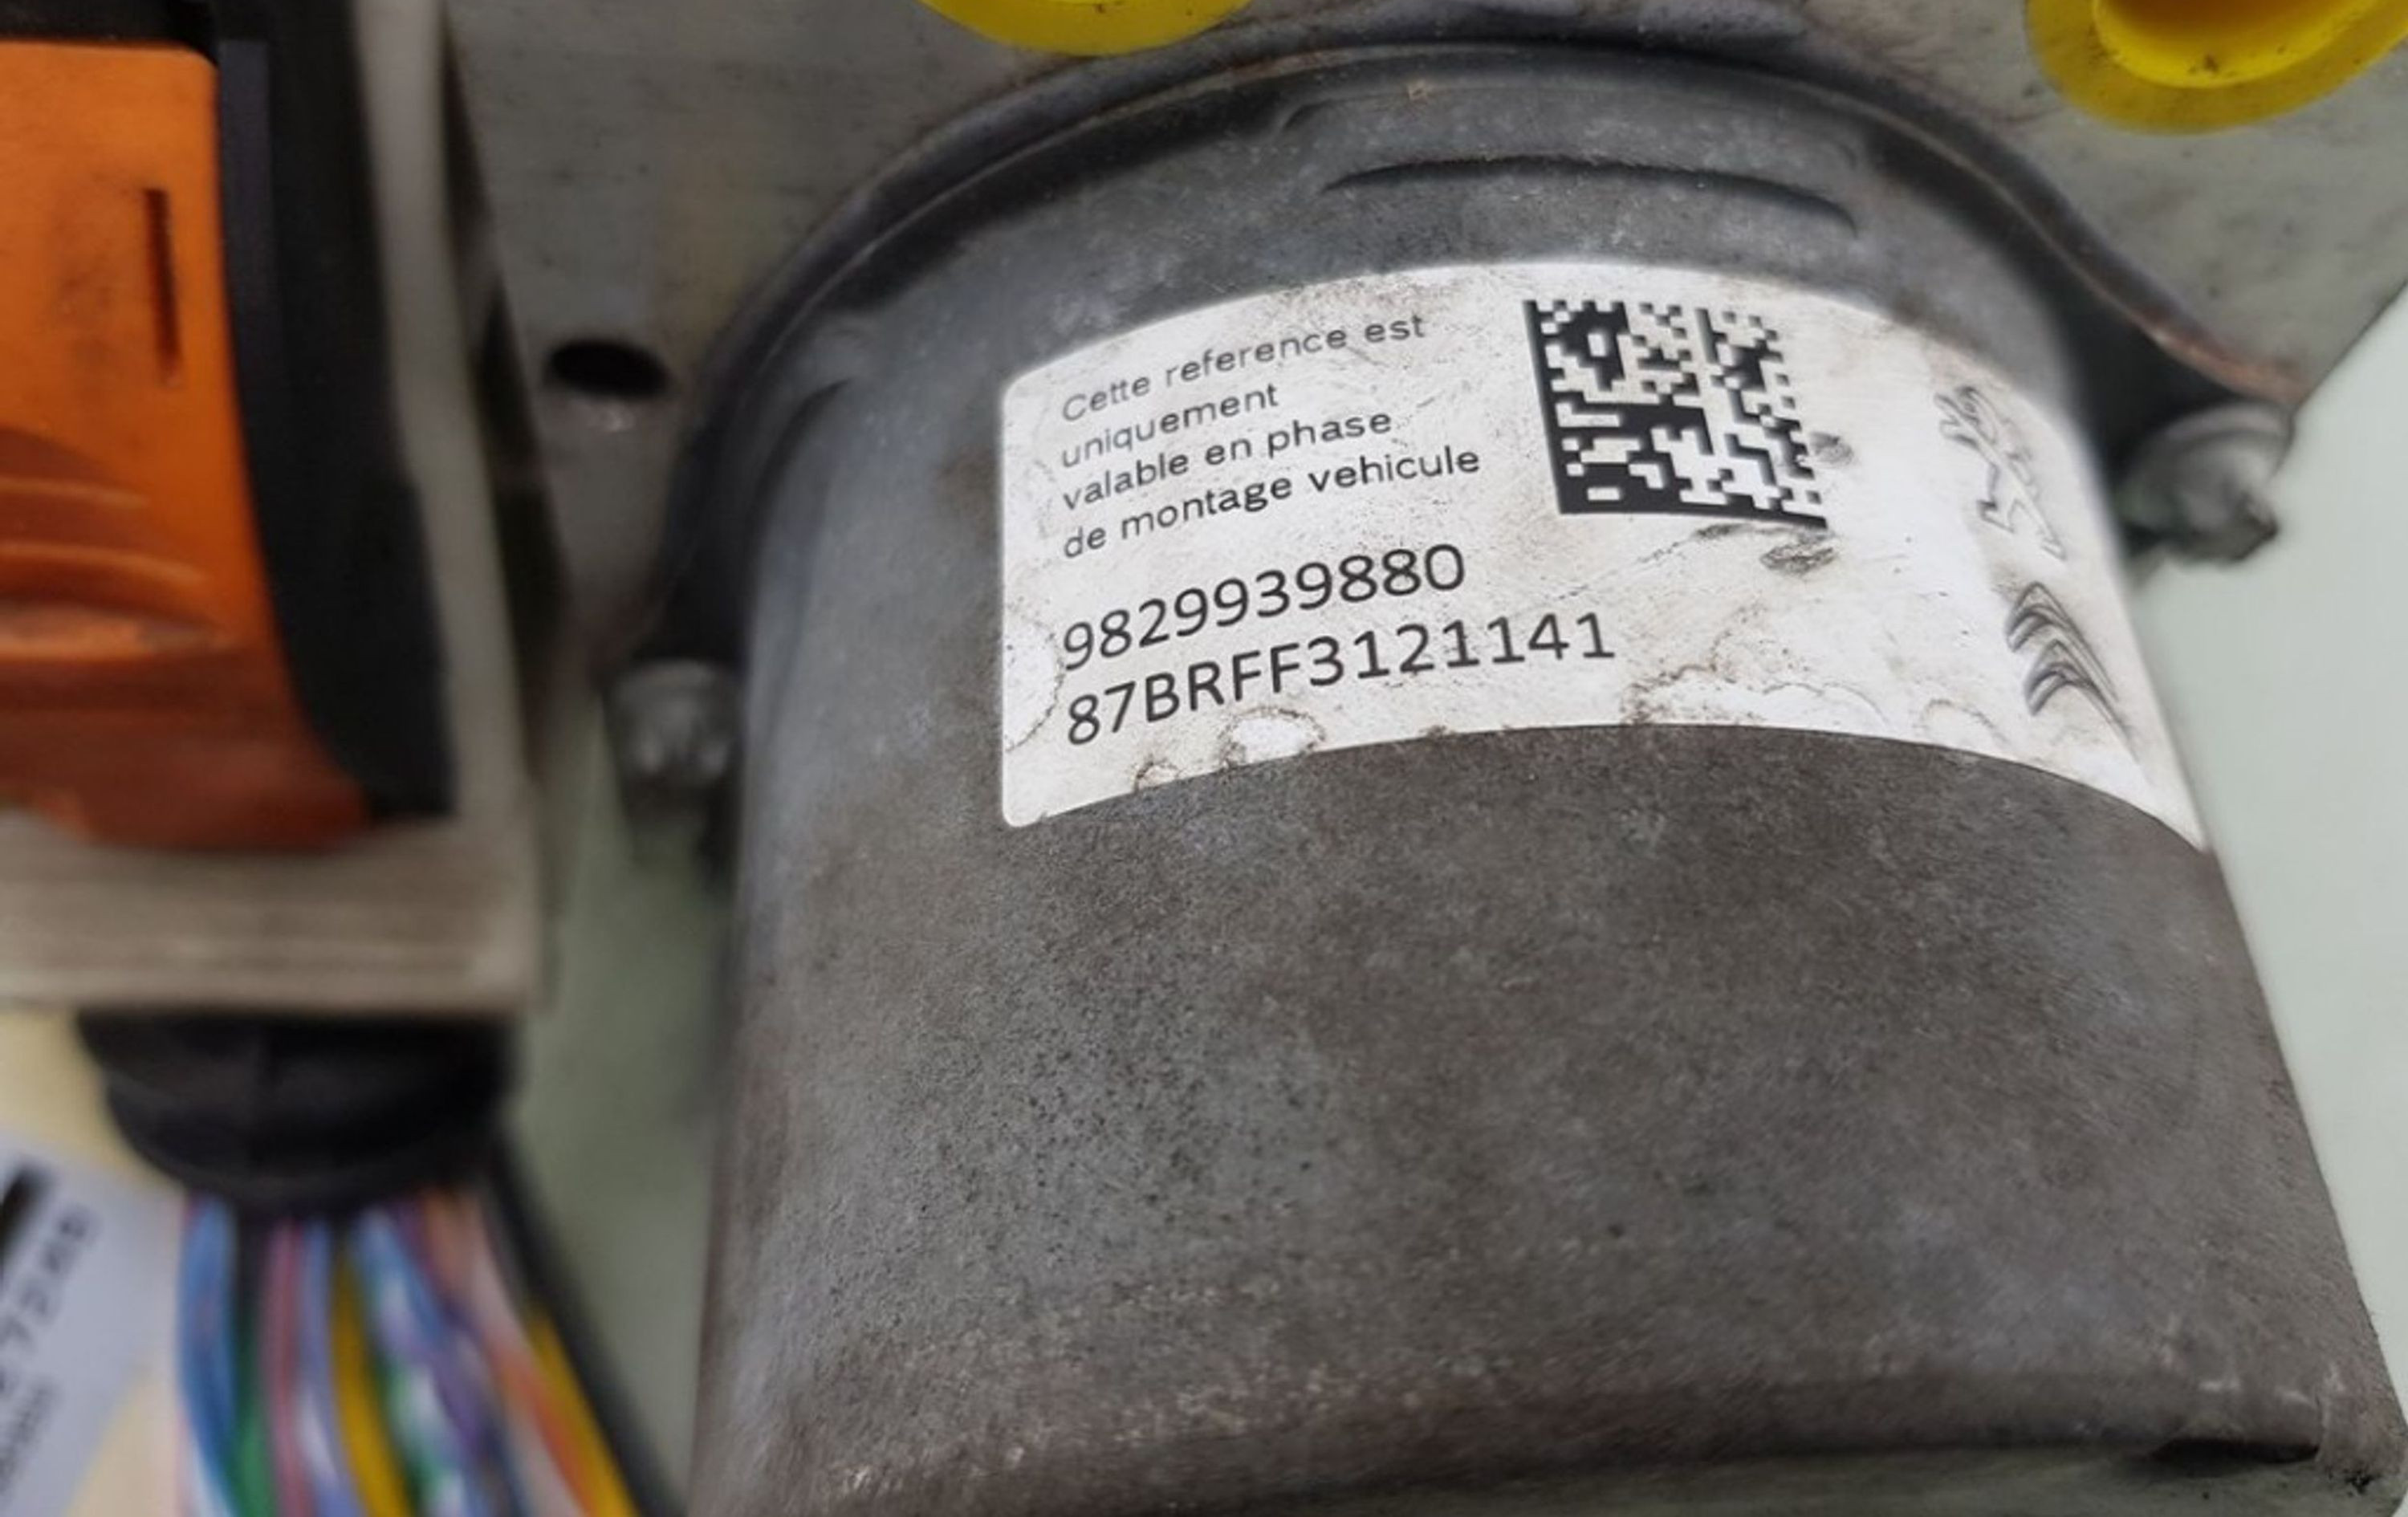 Cette reference est
uniquement
valable en phase
de montage vehicule
9829939880
87BRFF3121141